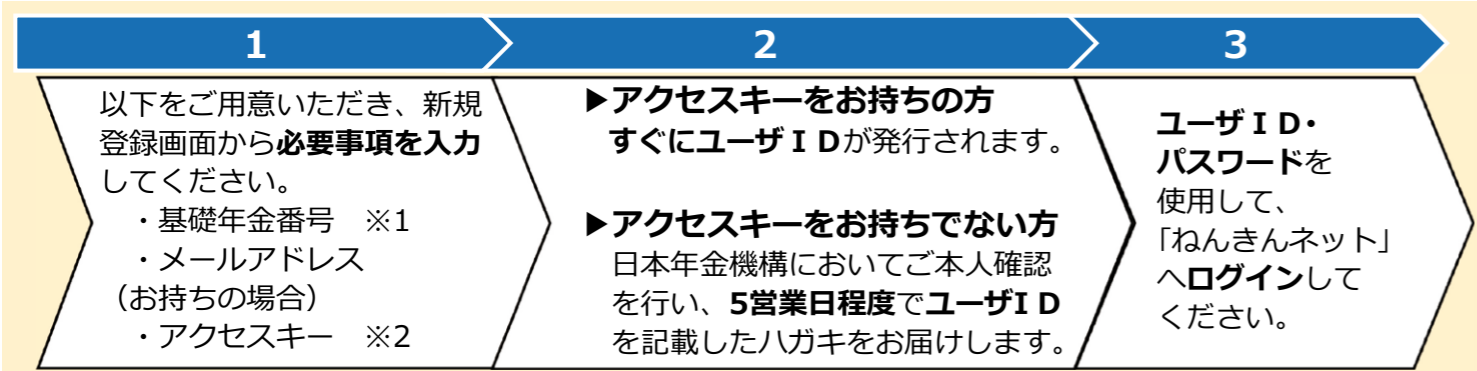 1
以下をご用意いただき、新規
登録画面から必要事項を入力
してください。
・基礎年金番号　※1
・メールアドレス
（お持ちの場合）
・アクセスキー　※2
2
▶アクセスキーをお持ちの方
すぐにユーザＩＤが発行されます。
▶アクセスキーをお持ちでない方
日本年金機構においてご本人確認
を行い、5営業日程度でユーザIＤ
を記載したハガキをお届けします。
3
ユーザＩＤ・
パスワードを
使用して、
「ねんきんネット」
へログインして
ください。